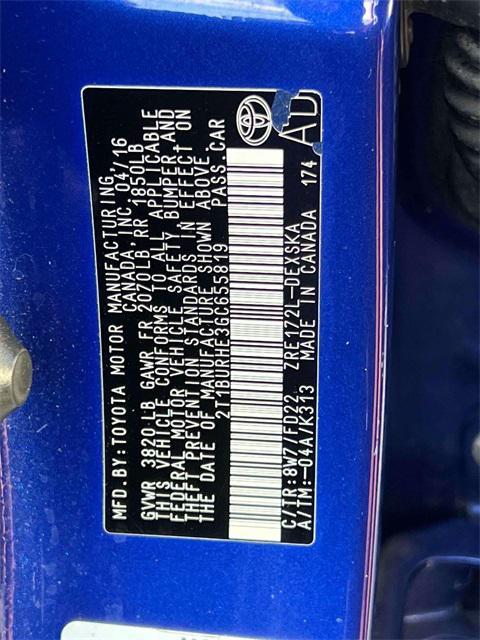 MFD.BY:TOYOTA MOTOR MANUFACTURING
CANADA,INC. 04/16
GVWR 3820 LB GAWR FR 2070LB RR 1850LB
THIS VEHICLE CONFORMS TO ALL APPLICABLE
FEDERAL MOTOR VEHICLE SAFETY BUMPER AND
THEFT PREVENTION STANDARDS IN EFFECT ON
THE DATE OF MANUFACTURE SHOWN ABOVE.
2T1BURHE3GC655819 PASS.CAR
C/TR:8W7/FD22 ZRE172L-DEXSKA
A/TM:-04A/K313 MADE IN CANADA 174
AD